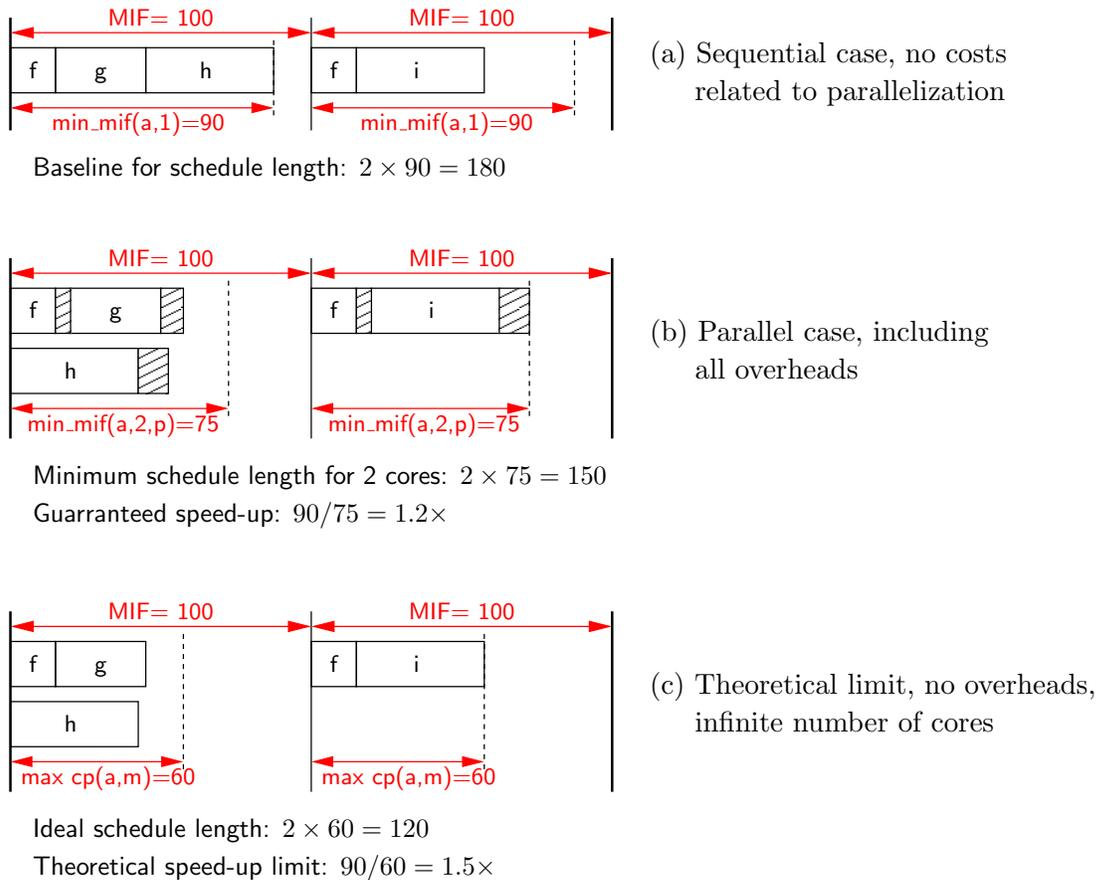 MIF= 100 MIF= 100
f g h f i
min_mif(a,1)=90 min_mif(a,1)=90
(a) Sequential case, no costs
related to parallelization
Baseline for schedule length: 2 × 90 = 180
MIF= 100 MIF= 100
f g f i
h
min_mif(a,2,p)=75 min_mif(a,2,p)=75
(b) Parallel case, including
all overheads
Minimum schedule length for 2 cores: 2 × 75 = 150
Guarranteed speed-up: 90/75 = 1.2×
MIF= 100 MIF= 100
f g f i
h
max cp(a,m)=60 max cp(a,m)=60
(c) Theoretical limit, no overheads,
infinite number of cores
Ideal schedule length: 2 × 60 = 120
Theoretical speed-up limit: 90/60 = 1.5×